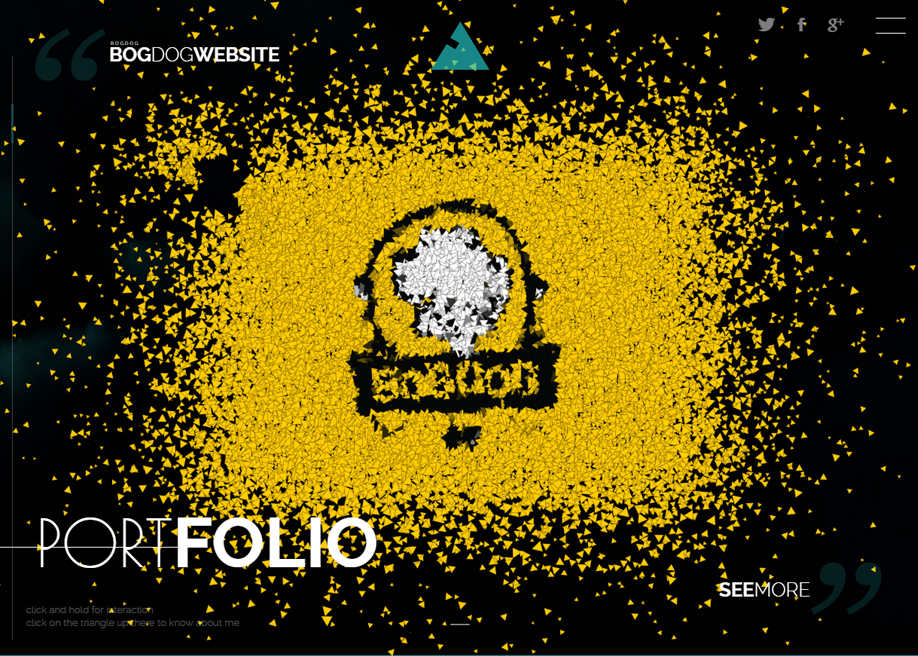 BOGDOG
BOGDOGWEBSITE
PORTFOLIO
SEEMORE
click and hold for interaction
click on the triangle up there to know about me